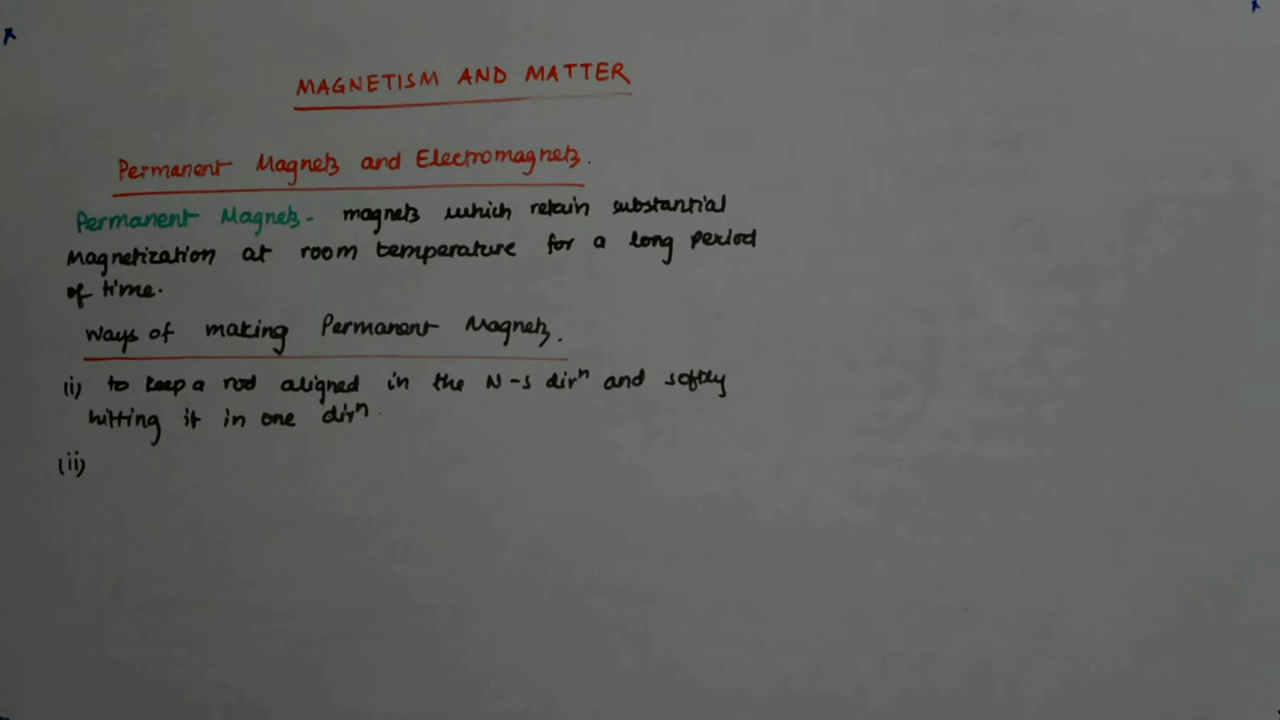 MAGNETISM AND MATTER
Permanent Magnets and Electromagnets.
Permanent Magnets - magnets which retain substantial
Magnetization at room temperature for a long period
of time.
Ways of making Permanent Magnets.
(i) to keep a rod aligned in the N-S dirⁿ and softly
hitting it in one dirⁿ.
(ii)